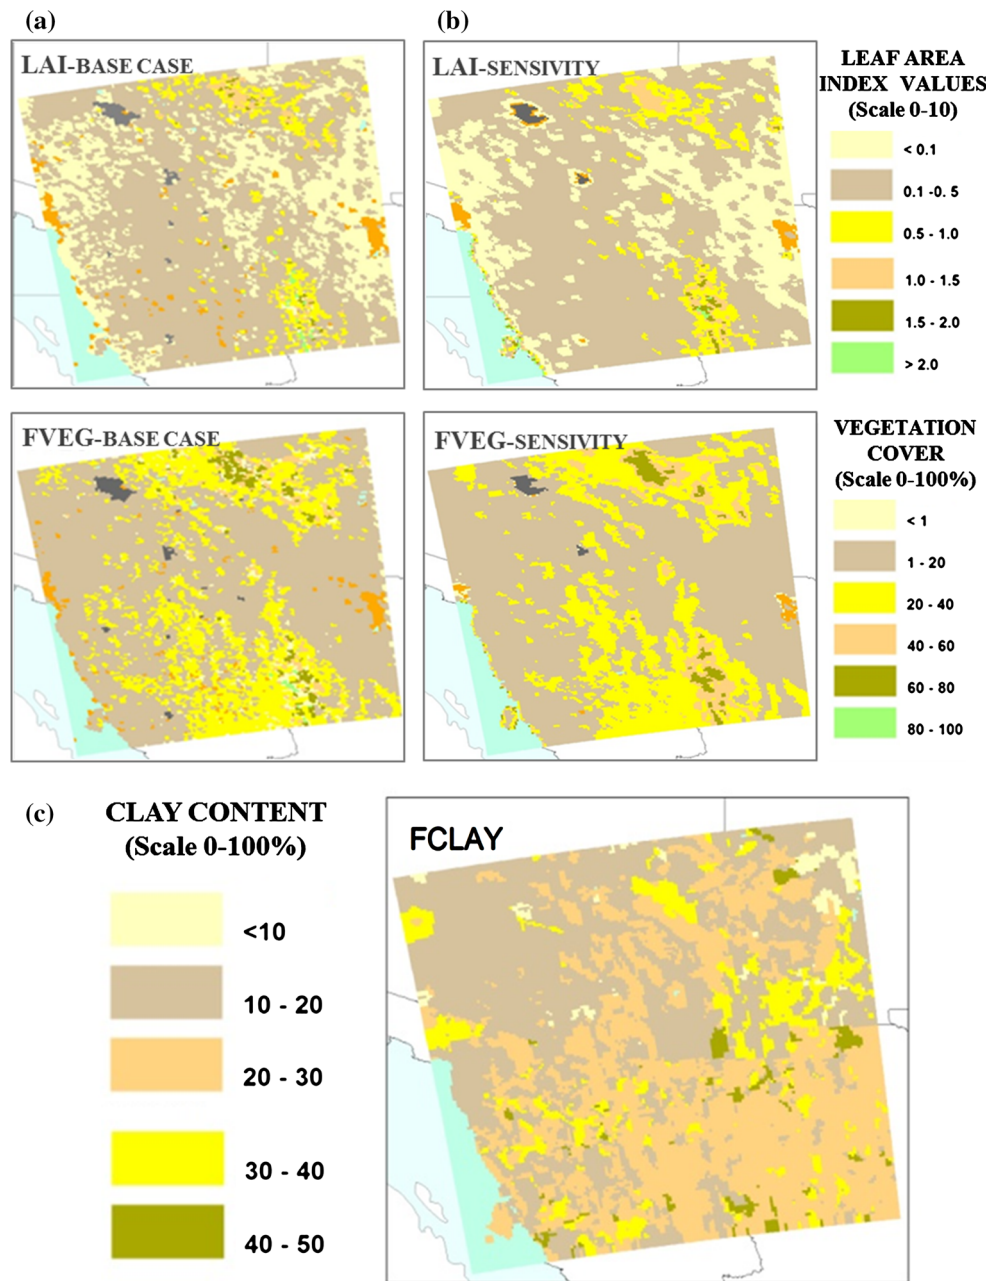 (a)
(b)
LAI-BASE CASE
LAI-SENSIVITY
LEAF AREA
INDEX VALUES
(Scale 0-10)
< 0.1
0.1 -0. 5
0.5 - 1.0
1.0 - 1.5
1.5 - 2.0
> 2.0
FVEG-BASE CASE
FVEG-SENSIVITY
VEGETATION
COVER
(Scale 0-100%)
< 1
1 - 20
20 - 40
40 - 60
60 - 80
80 - 100
(c)
CLAY CONTENT
(Scale 0-100%)
<10
10 - 20
20 - 30
30 - 40
40 - 50
FCLAY